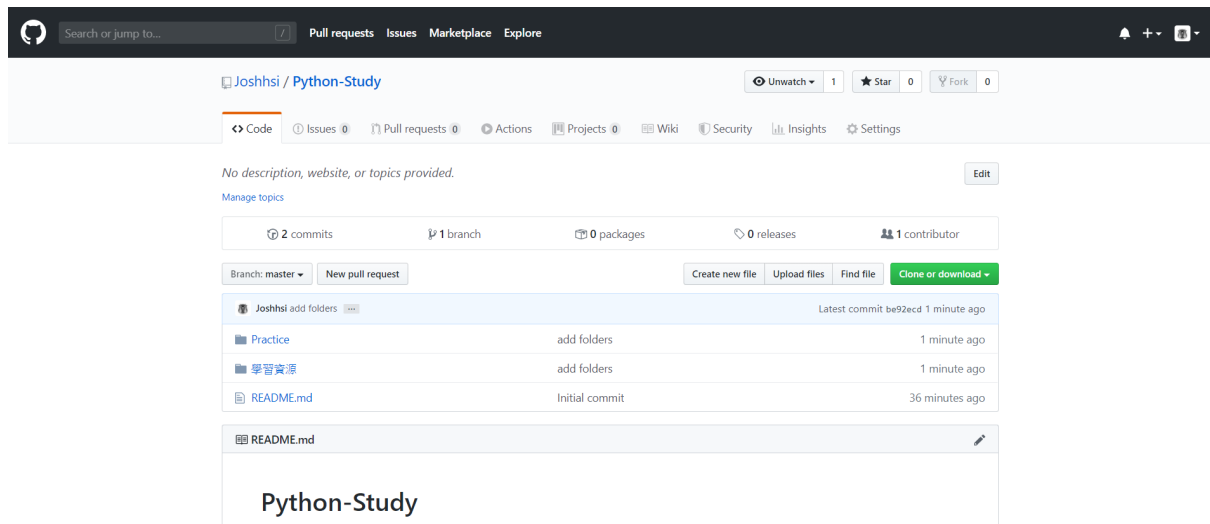 Search or jump to... / Pull requests Issues Marketplace Explore
Joshhsi / Python-Study Unwatch 1 Star 0 Fork 0
Code Issues 0 Pull requests 0 Actions Projects 0 Wiki Security Insights Settings
No description, website, or topics provided. Edit
Manage topics
2 commits 1 branch 0 packages 0 releases 1 contributor
Branch: master New pull request Create new file Upload files Find file Clone or download
Joshhsi add folders ... Latest commit be92ecd 1 minute ago
Practice add folders 1 minute ago
學習資源 add folders 1 minute ago
README.md Initial commit 36 minutes ago
README.md
Python-Study